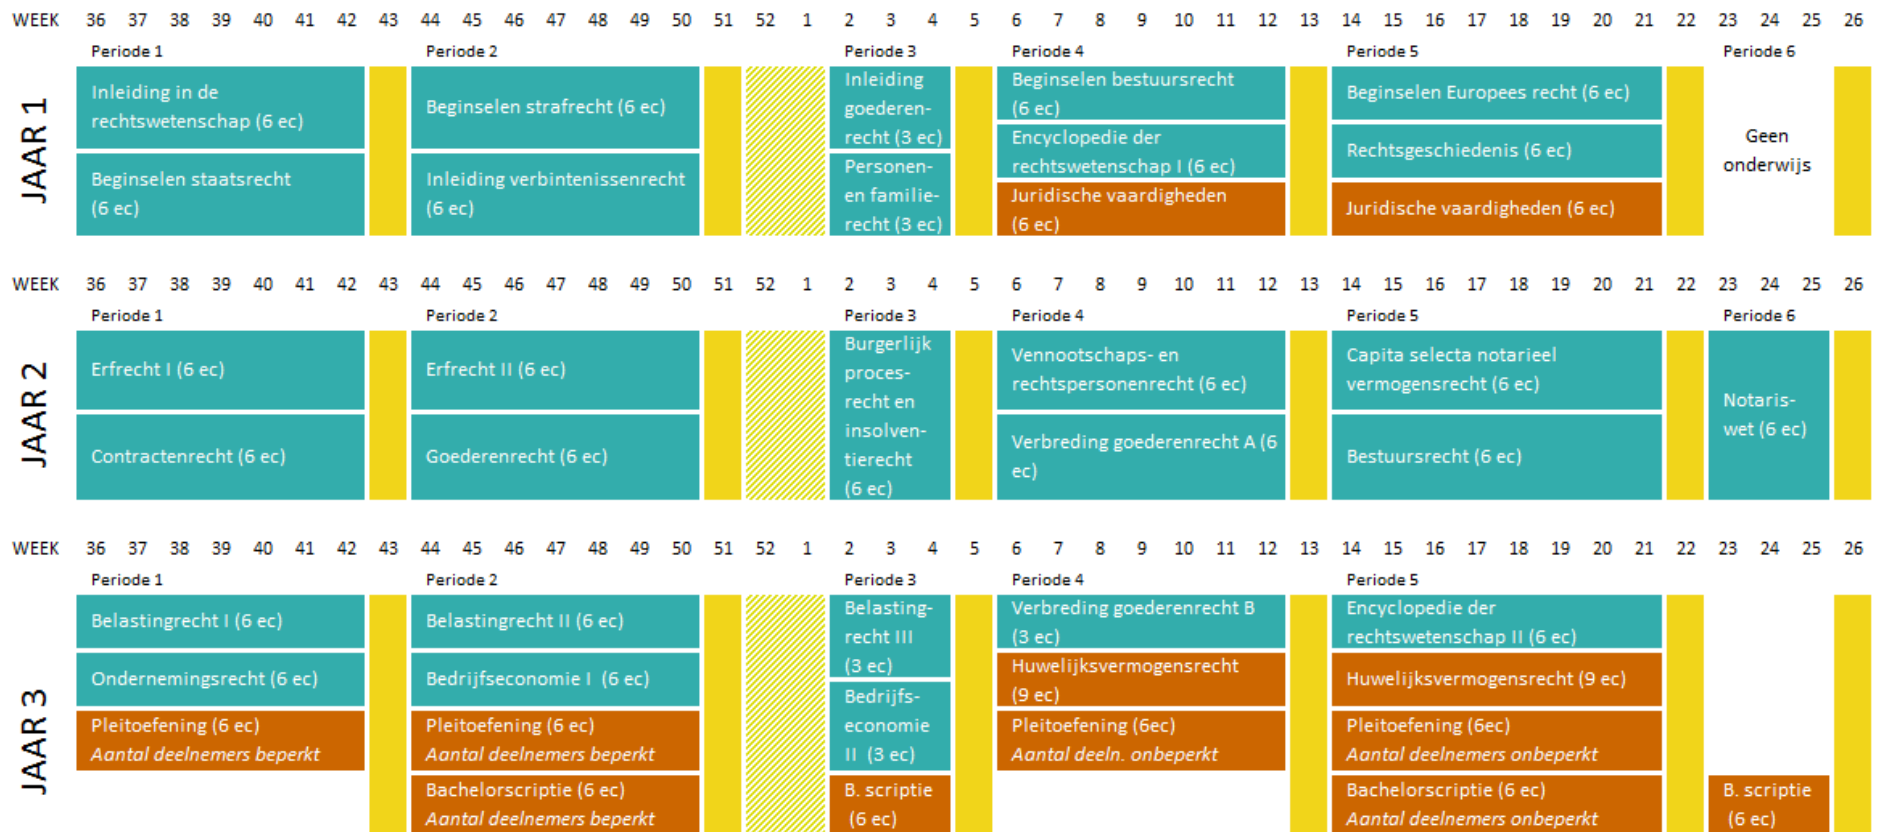 WEEK 36 37 38 39 40 41 42 43 44 45 46 47 48 49 50 51 52 1 2 3 4 5 6 7 8 9 10 11 12 13 14 15 16 17 18 19 20 21 22 23 24 25 26
Periode 1 Periode 2 Periode 3 Periode 4 Periode 5 Periode 6
JAAR 1
Inleiding in de
rechtswetenschap (6 ec)
Beginselen staatsrecht
(6 ec)
Beginselen strafrecht (6 ec)
Inleiding verbintenissenrecht
(6 ec)
Inleiding
goederen-
recht (3 ec)
Personen-
en familie-
recht (3 ec)
Beginselen bestuursrecht
(6 ec)
Encyclopedie der
rechtswetenschap I (6 ec)
Juridische vaardigheden
(6 ec)
Beginselen Europees recht (6 ec)
Rechtsgeschiedenis (6 ec)
Juridische vaardigheden (6 ec)
Geen
onderwijs
WEEK 36 37 38 39 40 41 42 43 44 45 46 47 48 49 50 51 52 1 2 3 4 5 6 7 8 9 10 11 12 13 14 15 16 17 18 19 20 21 22 23 24 25 26
Periode 1 Periode 2 Periode 3 Periode 4 Periode 5 Periode 6
JAAR 2
Erfrecht I (6 ec)
Contractenrecht (6 ec)
Erfrecht II (6 ec)
Goederenrecht (6 ec)
Burgerlijk
proces-
recht en
insolven-
tierecht
(6 ec)
Vennootschaps- en
rechtspersonenrecht (6 ec)
Verbreding goederenrecht A (6
ec)
Capita selecta notarieel
vermogensrecht (6 ec)
Bestuursrecht (6 ec)
Notaris-
wet (6 ec)
WEEK 36 37 38 39 40 41 42 43 44 45 46 47 48 49 50 51 52 1 2 3 4 5 6 7 8 9 10 11 12 13 14 15 16 17 18 19 20 21 22 23 24 25 26
Periode 1 Periode 2 Periode 3 Periode 4 Periode 5
JAAR 3
Belastingrecht I (6 ec)
Ondernemingsrecht (6 ec)
Pleitoefening (6 ec)
Aantal deelnemers beperkt
Belastingrecht II (6 ec)
Bedrijfseconomie I (6 ec)
Pleitoefening (6 ec)
Aantal deelnemers beperkt
Bachelorscriptie (6 ec)
Aantal deelnemers beperkt
Belasting-
recht III
(3 ec)
Bedrijfs-
economie
II (3 ec)
B. scriptie
(6 ec)
Verbreding goederenrecht B
(3 ec)
Huwelijksvermogensrecht
(9 ec)
Pleitoefening (6ec)
Aantal deeln. onbeperkt
Encyclopedie der
rechtswetenschap II (6 ec)
Huwelijksvermogensrecht (9 ec)
Pleitoefening (6ec)
Aantal deelnemers onbeperkt
Bachelorscriptie (6 ec)
Aantal deelnemers onbeperkt
B. scriptie
(6 ec)